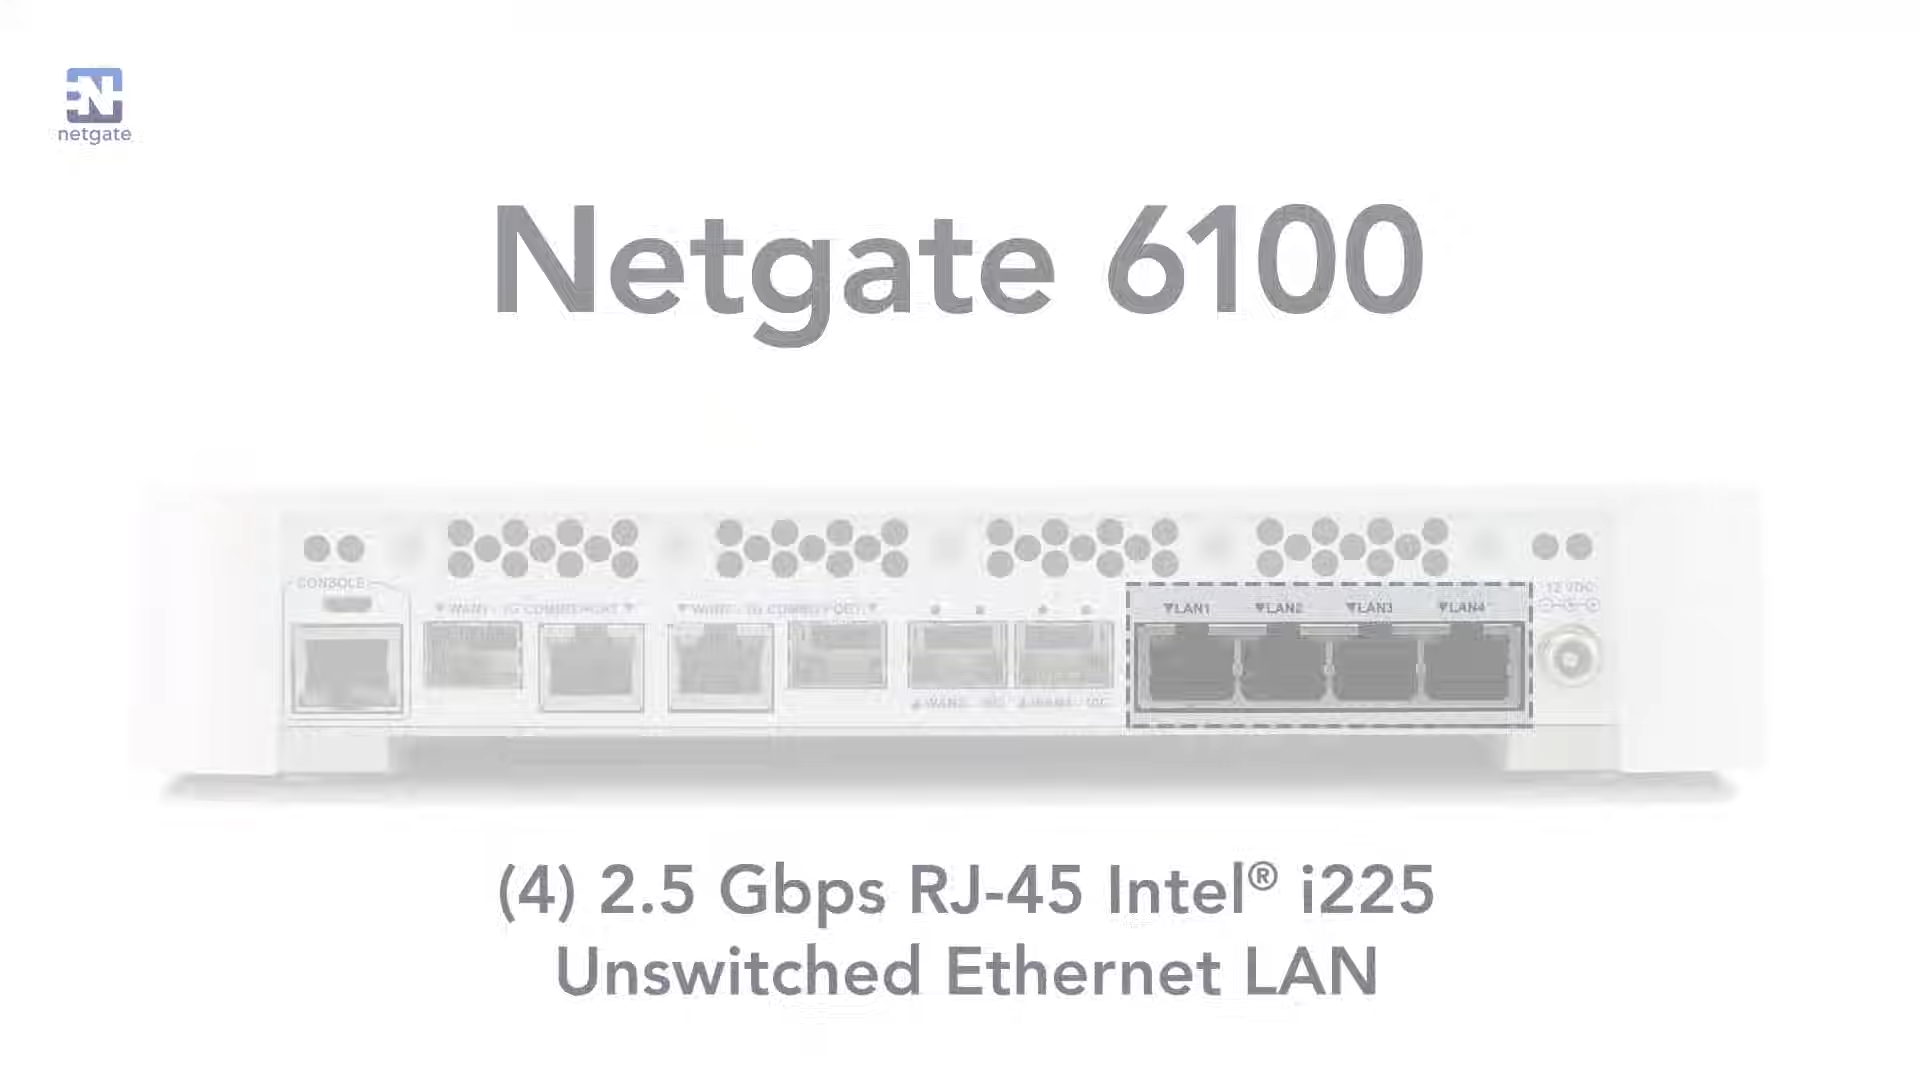 netgate
Netgate 6100
CONSOLE
12 VDC
▼LAN1 ▼LAN2 ▼LAN3 ▼LAN4
(4) 2.5 Gbps RJ-45 Intel® i225
Unswitched Ethernet LAN